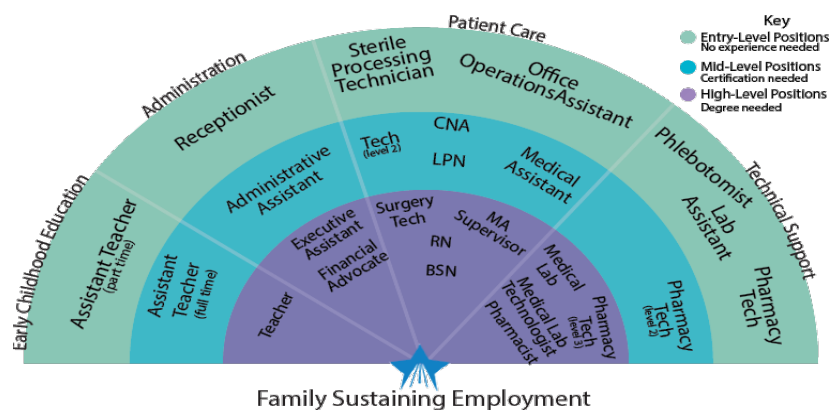 Key
Entry-Level Positions
No experience needed
Mid-Level Positions
Certification needed
High-Level Positions
Degree needed
Early Childhood Education
Administration
Patient Care
Technical Support
Assistant Teacher
(part time)
Receptionist
Sterile
Processing
Technician
Office
OperationsAssistant
Phlebotomist
Lab
Assistant
Pharmacy
Tech
Assistant
Teacher
(full time)
Administrative
Assistant
Tech
(level 2)
CNA
LPN
Medical
Assistant
Pharmacy
Tech
(level 2)
Teacher
Executive
Assistant
Financial
Advocate
Surgery
Tech
RN
BSN
MA
Supervisor
Medical
Lab
Medical Lab
Technologist
Pharmacist
Pharmacy
Tech
(level 3)
Family Sustaining Employment